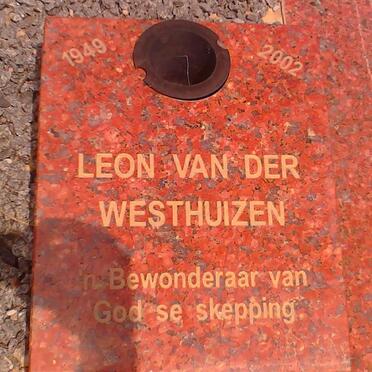 1949 2002
LEON VAN DER
WESTHUIZEN
'n Bewonderaar van
God se skepping.